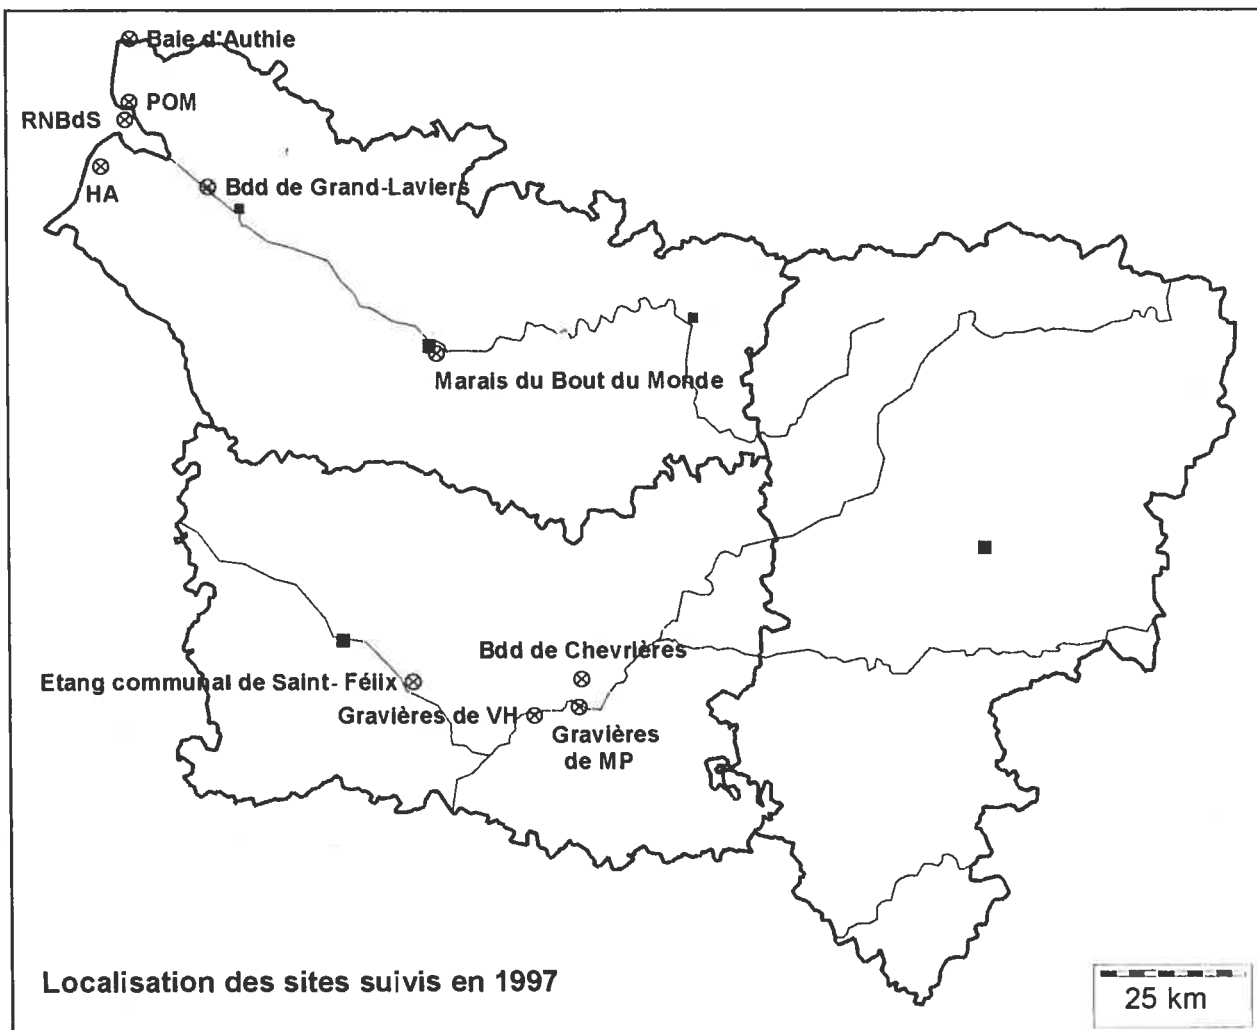 Baie d'Authie
POM
RNBdS
HA
Bdd de Grand-Laviers
Marais du Bout du Monde
Bdd de Chevrières
Etang communal de Saint- Félix
Gravières de VH
Gravières
de MP
Localisation des sites suivis en 1997
25 km